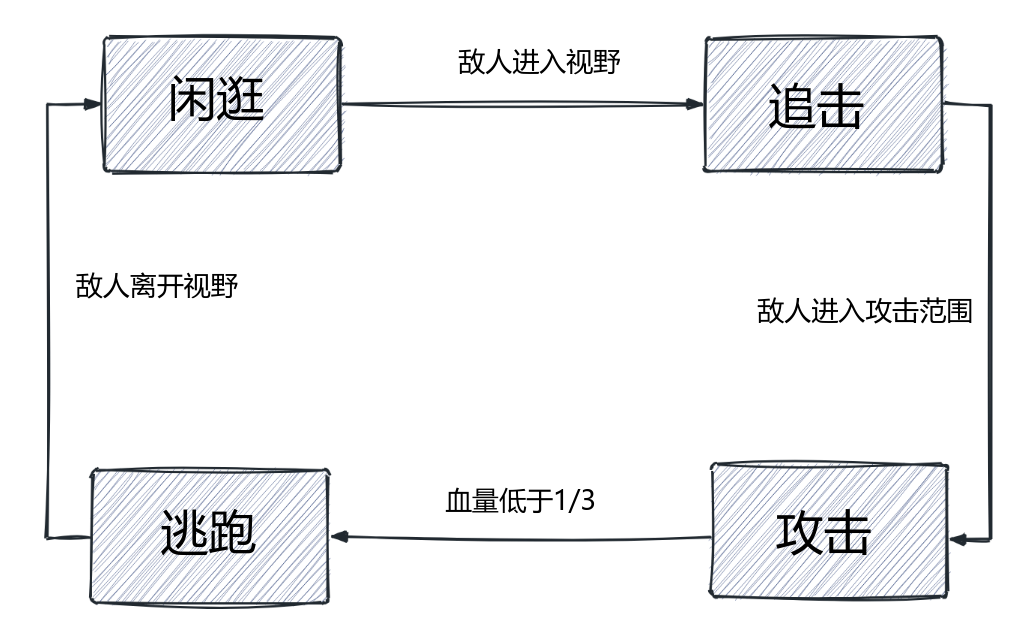 闲逛
敌人进入视野
追击
敌人离开视野
敌人进入攻击范围
逃跑
血量低于1/3
攻击